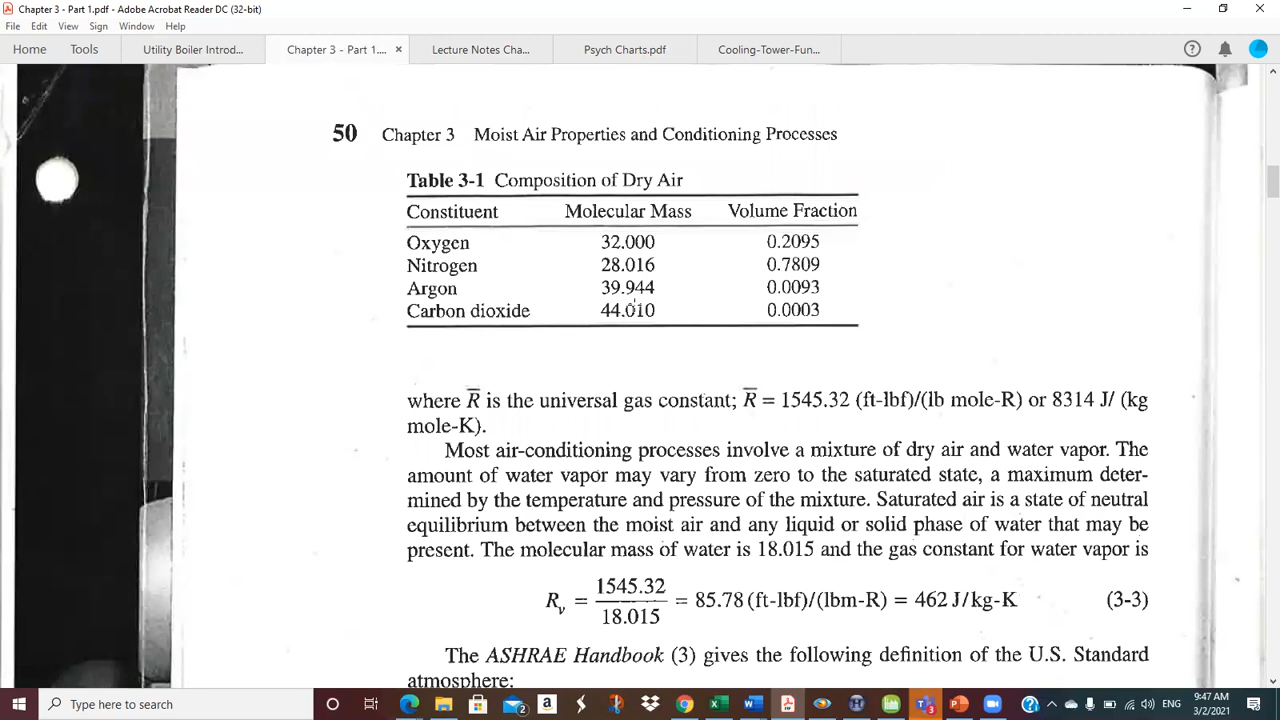 Chapter 3 - Part 1.pdf - Adobe Acrobat Reader DC (32-bit)
File Edit View Sign Window Help
Home Tools Utility Boiler Introd... Chapter 3 - Part 1.... × Lecture Notes Cha... Psych Charts.pdf Cooling-Tower-Fun...
50 Chapter 3 Moist Air Properties and Conditioning Processes
Table 3-1 Composition of Dry Air
Constituent Molecular Mass Volume Fraction
Oxygen 32.000 0.2095
Nitrogen 28.016 0.7809
Argon 39.944 0.0093
Carbon dioxide 44.010 0.0003
where R̅ is the universal gas constant; R̅ = 1545.32 (ft-lbf)/(lb mole-R) or 8314 J/ (kg
mole-K).
Most air-conditioning processes involve a mixture of dry air and water vapor. The
amount of water vapor may vary from zero to the saturated state, a maximum deter-
mined by the temperature and pressure of the mixture. Saturated air is a state of neutral
equilibrium between the moist air and any liquid or solid phase of water that may be
present. The molecular mass of water is 18.015 and the gas constant for water vapor is
Rᵥ = 1545.32 / 18.015 = 85.78 (ft-lbf)/(lbm-R) = 462 J/kg-K (3-3)
The ASHRAE Handbook (3) gives the following definition of the U.S. Standard
atmosphere:
Type here to search
ENG 9:47 AM
3/2/2021